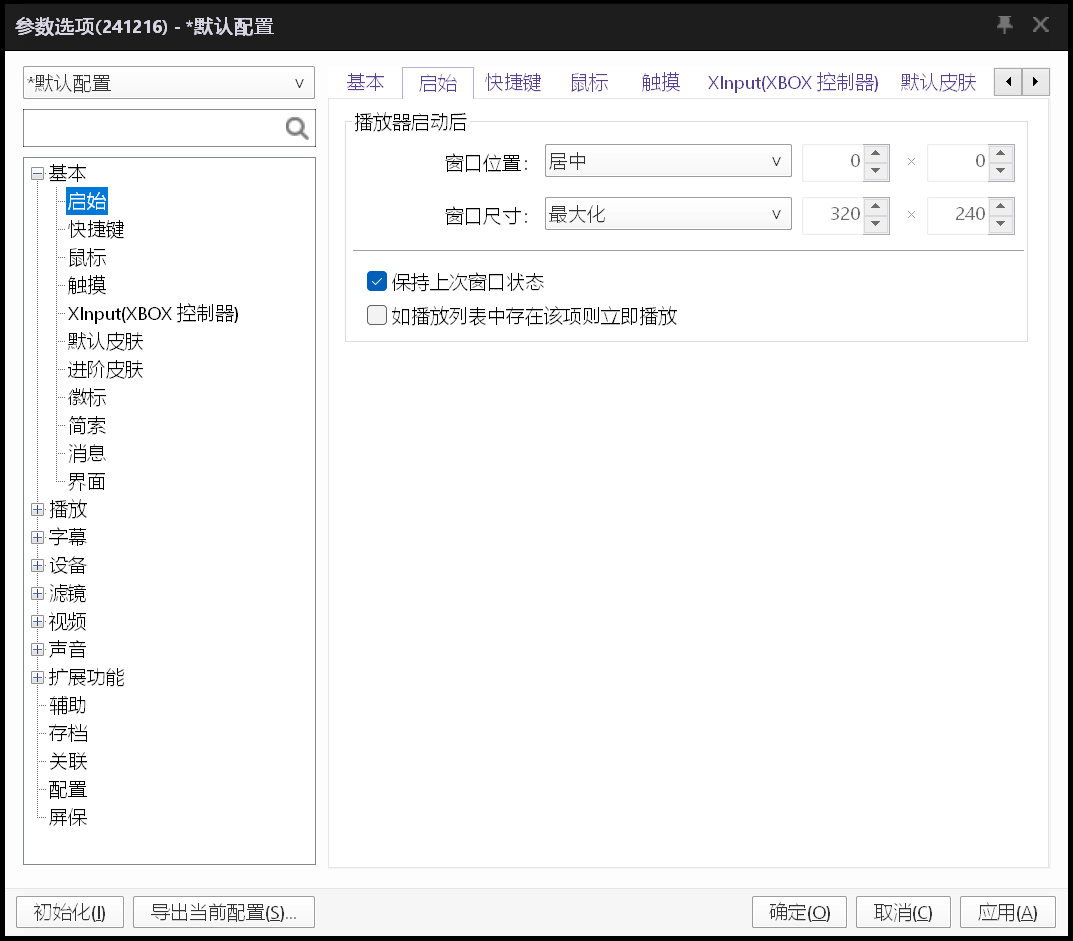 参数选项(241216) - *默认配置
*默认配置
基本
启始
快捷键
鼠标
触摸
XInput(XBOX 控制器)
默认皮肤
进阶皮肤
徽标
简索
消息
界面
播放
字幕
设备
滤镜
视频
声音
扩展功能
辅助
存档
关联
配置
屏保
基本 启始 快捷键 鼠标 触摸 XInput(XBOX 控制器) 默认皮肤
播放器启动后
窗口位置: 居中 0 × 0
窗口尺寸: 最大化 320 × 240
保持上次窗口状态
如播放列表中存在该项则立即播放
初始化(I) 导出当前配置(S)... 确定(O) 取消(C) 应用(A)